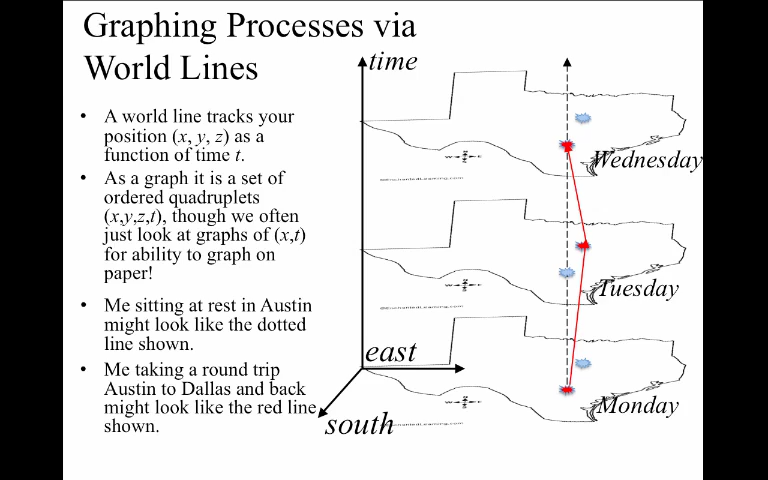 Graphing Processes via
World Lines
• A world line tracks your
position (x, y, z) as a
function of time t.
• As a graph it is a set of
ordered quadruplets
(x,y,z,t), though we often
just look at graphs of (x,t)
for ability to graph on
paper!
• Me sitting at rest in Austin
might look like the dotted
line shown.
• Me taking a round trip
Austin to Dallas and back
might look like the red line
shown.
time
Wednesday
Tuesday
east
Monday
south